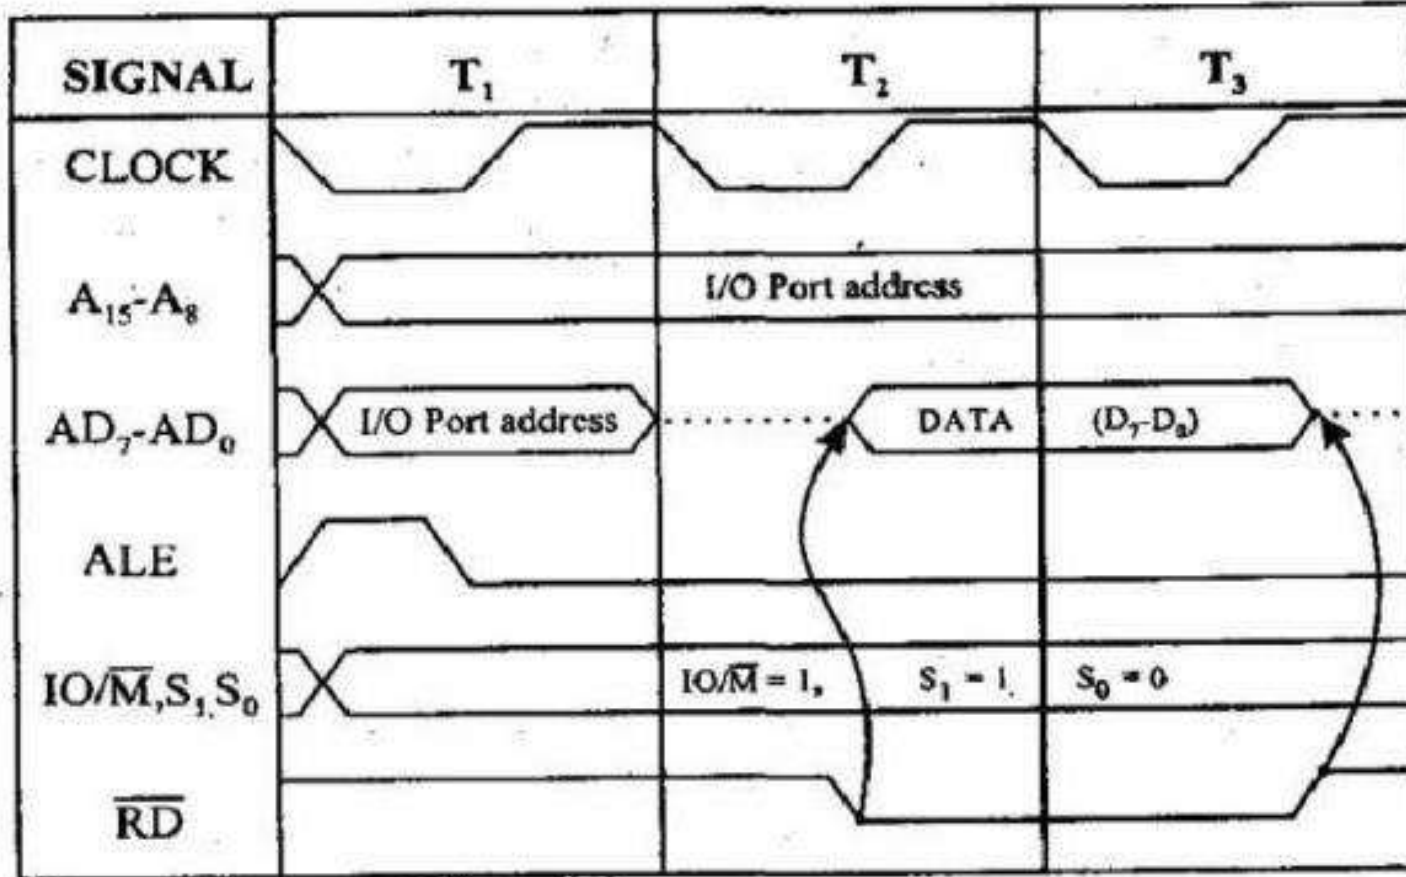 SIGNAL T₁ T₂ T₃
CLOCK
A₁₅-A₈ I/O Port address
AD₇-AD₀ I/O Port address DATA (D₇-D₀)
ALE
IO/M̅,S₁,S₀ IO/M̅ = 1, S₁ = 1, S₀ = 0
R̅D̅